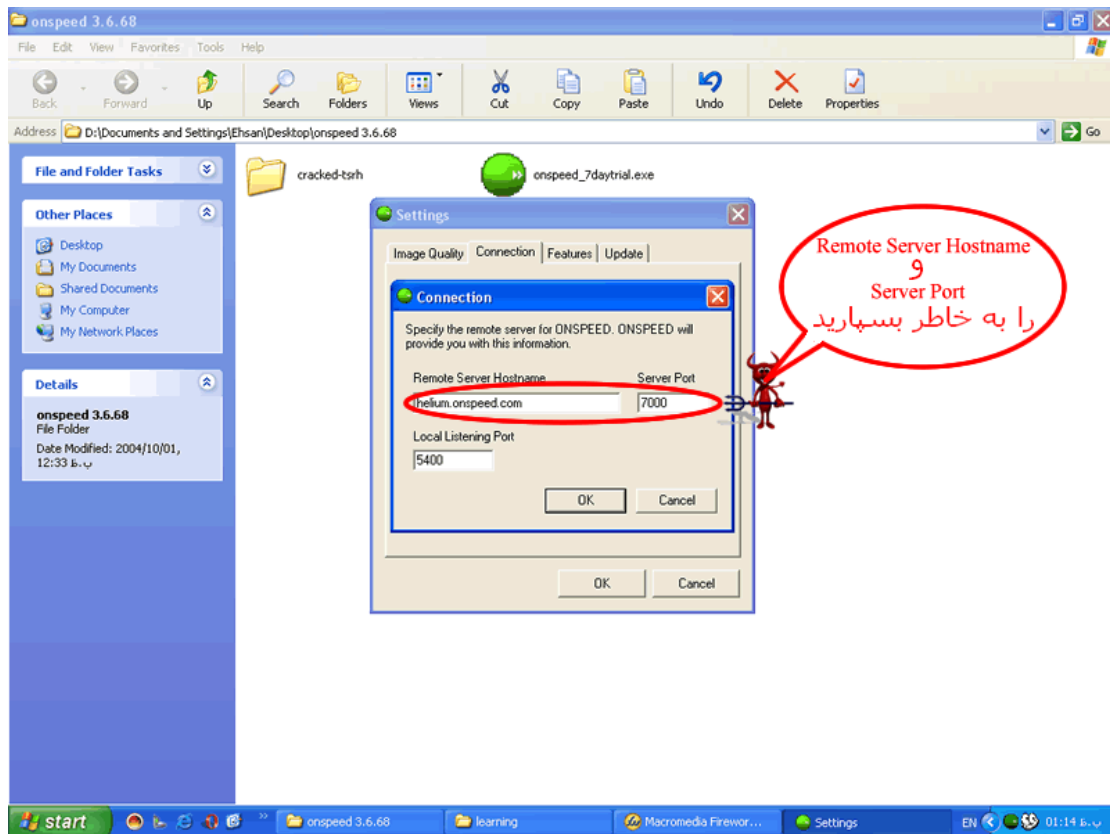 onspeed 3.6.68
File Edit View Favorites Tools Help
Back Forward Up Search Folders Views Cut Copy Paste Undo Delete Properties
Address D:\Documents and Settings\Ehsan\Desktop\onspeed 3.6.68 Go
File and Folder Tasks
Other Places
Desktop
My Documents
Shared Documents
My Computer
My Network Places
Details
onspeed 3.6.68
File Folder
Date Modified: 2004/10/01,
12:33 ب.ظ
cracked-tsrh
onspeed_7daytrial.exe
Settings
Image Quality Connection Features Update
Connection
Specify the remote server for ONSPEED. ONSPEED will
provide you with this information.
Remote Server Hostname Server Port
helium.onspeed.com 7000
Local Listening Port
5400
OK Cancel
OK Cancel
Remote Server Hostname
و
Server Port
را به خاطر بسپارید
start onspeed 3.6.68 learning Macromedia Firewor... Settings EN 01:14 ب.ظ